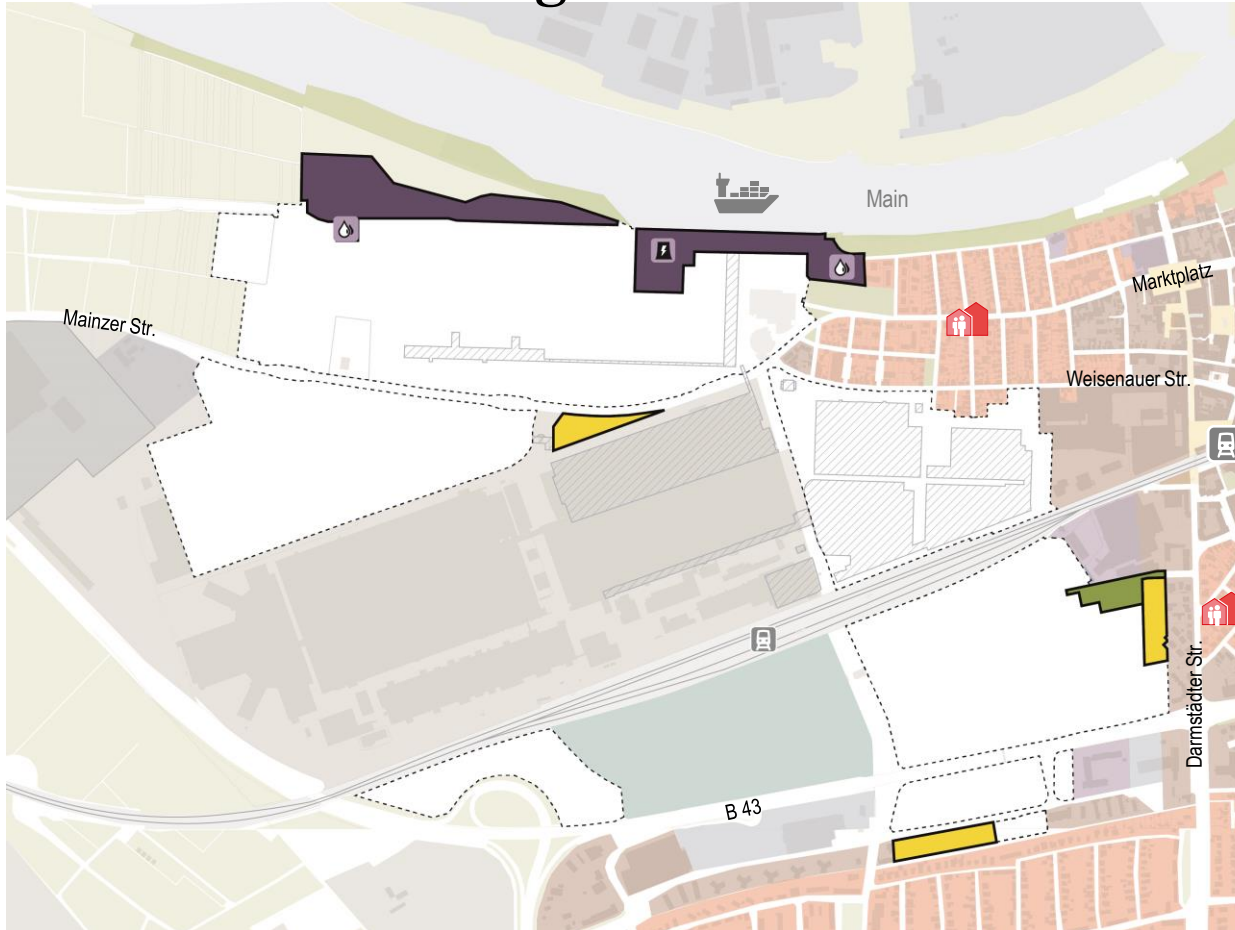 Main
Marktplatz
Mainzer Str.
Weisenauer Str.
Darmstädter Str.
B 43